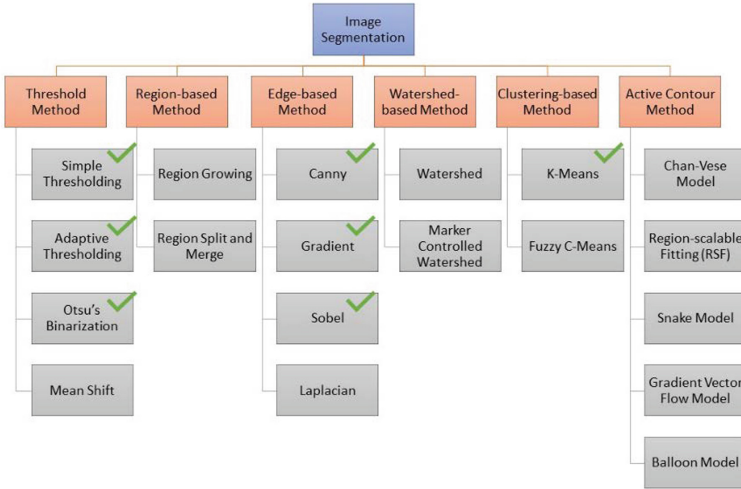 Image
Segmentation
Threshold
Method
Region-based
Method
Edge-based
Method
Watershed-
based Method
Clustering-based
Method
Active Contour
Method
Simple
Thresholding
Region Growing
Canny
Watershed
K-Means
Chan-Vese
Model
Adaptive
Thresholding
Region Split and
Merge
Gradient
Marker
Controlled
Watershed
Fuzzy C-Means
Region-scalable
Fitting (RSF)
Otsu's
Binarization
Sobel
Snake Model
Mean Shift
Laplacian
Gradient Vector
Flow Model
Balloon Model